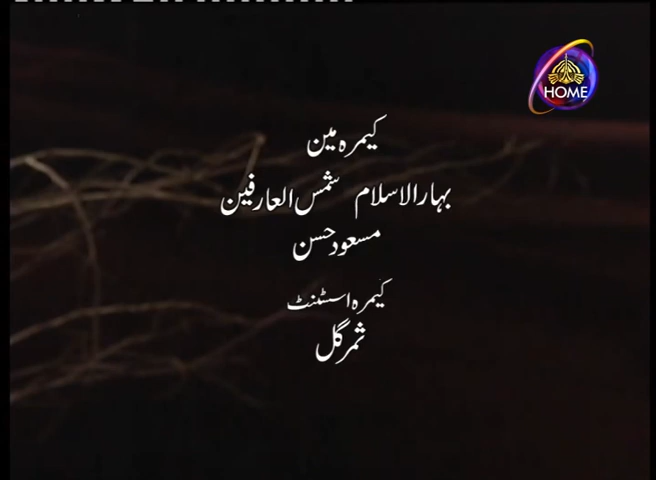 HOME
کیمرہ مین
بہار الاسلام شمس العارفین
مسعود حسن
کیمرہ اسسٹنٹ
ثمر گل